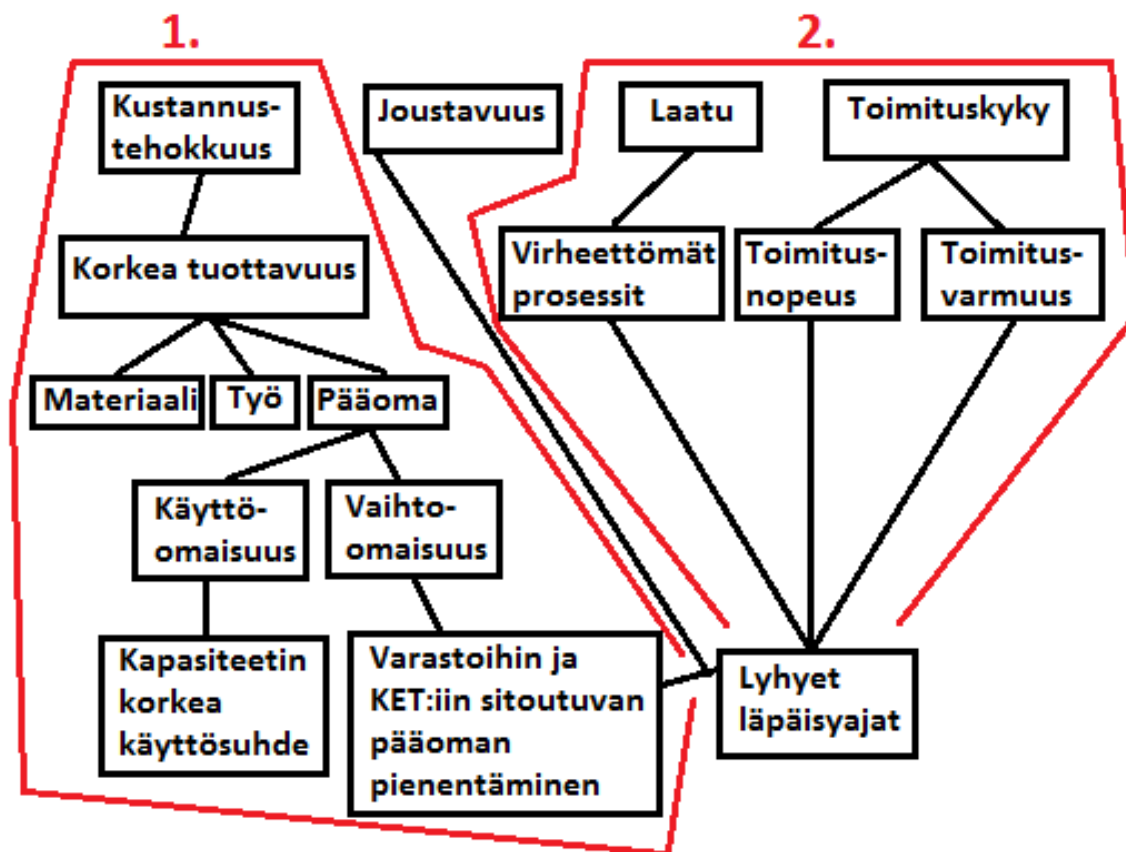 1.
2.
Kustannus-
tehokkuus
Joustavuus
Laatu
Toimituskyky
Korkea tuottavuus
Virheettömät
prosessit
Toimitus-
nopeus
Toimitus-
varmuus
Materiaali
Työ
Pääoma
Käyttö-
omaisuus
Vaihto-
omaisuus
Kapasiteetin
korkea
käyttösuhde
Varastoihin ja
KET:iin sitoutuvan
pääoman
pienentäminen
Lyhyet
läpäisyajat